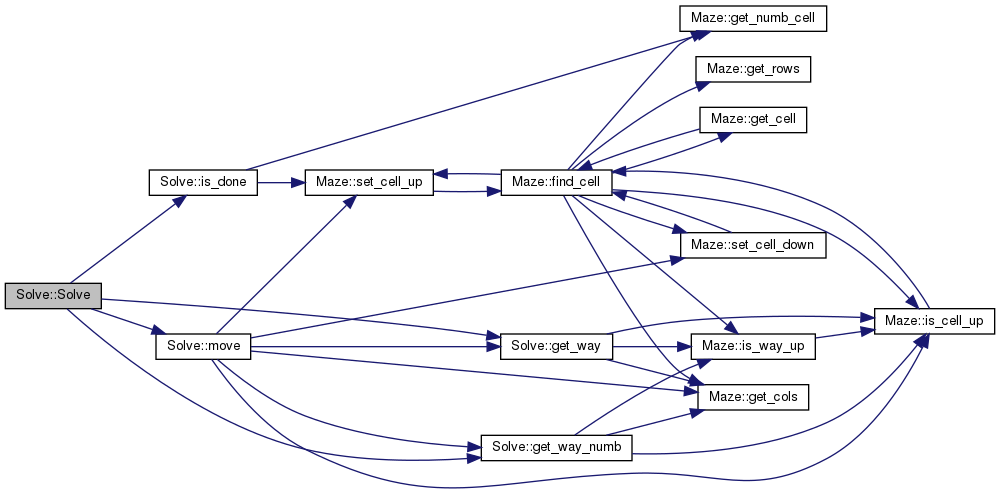 Maze::get_numb_cell
Maze::get_rows
Maze::get_cell
Solve::is_done
Maze::set_cell_up
Maze::find_cell
Maze::set_cell_down
Solve::Solve
Maze::is_cell_up
Solve::move
Solve::get_way
Maze::is_way_up
Maze::get_cols
Solve::get_way_numb